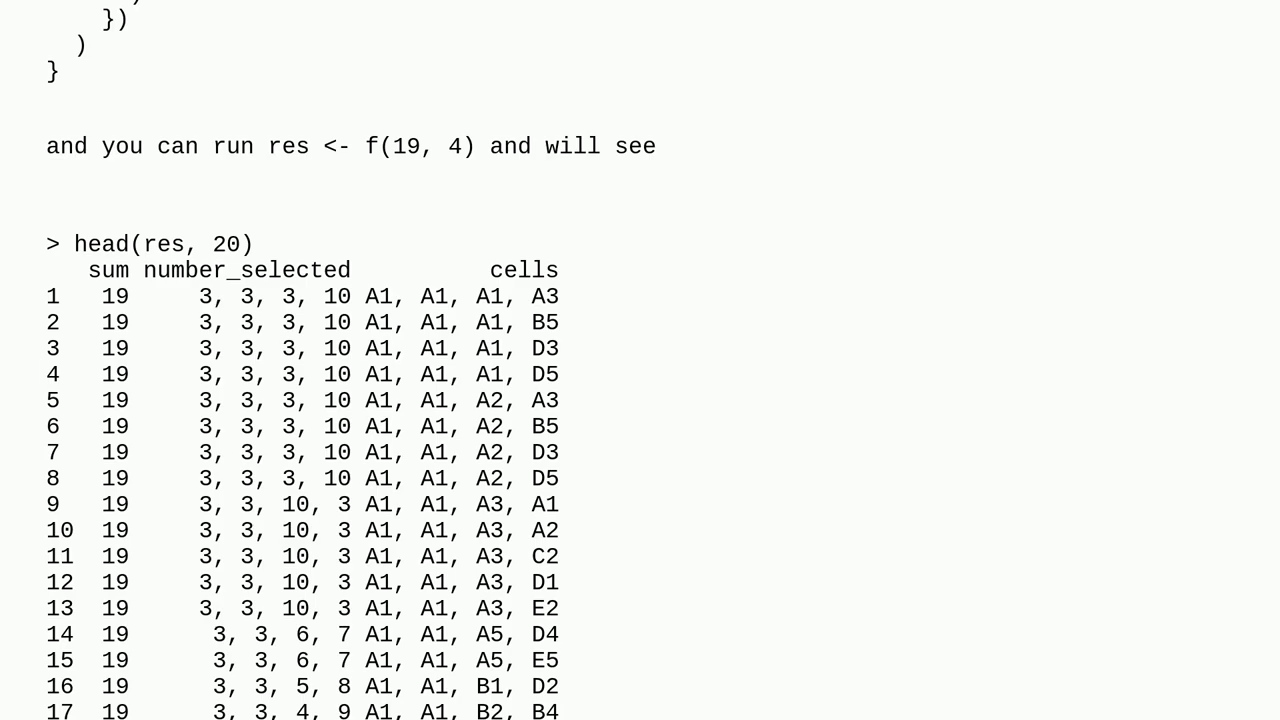 })
)
}
and you can run res <- f(19, 4) and will see
> head(res, 20)
sum number_selected cells
1 19 3, 3, 3, 10 A1, A1, A1, A3
2 19 3, 3, 3, 10 A1, A1, A1, B5
3 19 3, 3, 3, 10 A1, A1, A1, D3
4 19 3, 3, 3, 10 A1, A1, A1, D5
5 19 3, 3, 3, 10 A1, A1, A2, A3
6 19 3, 3, 3, 10 A1, A1, A2, B5
7 19 3, 3, 3, 10 A1, A1, A2, D3
8 19 3, 3, 3, 10 A1, A1, A2, D5
9 19 3, 3, 10, 3 A1, A1, A3, A1
10 19 3, 3, 10, 3 A1, A1, A3, A2
11 19 3, 3, 10, 3 A1, A1, A3, C2
12 19 3, 3, 10, 3 A1, A1, A3, D1
13 19 3, 3, 10, 3 A1, A1, A3, E2
14 19 3, 3, 6, 7 A1, A1, A5, D4
15 19 3, 3, 6, 7 A1, A1, A5, E5
16 19 3, 3, 5, 8 A1, A1, B1, D2
17 19 3, 3, 4, 9 A1, A1, B2, B4